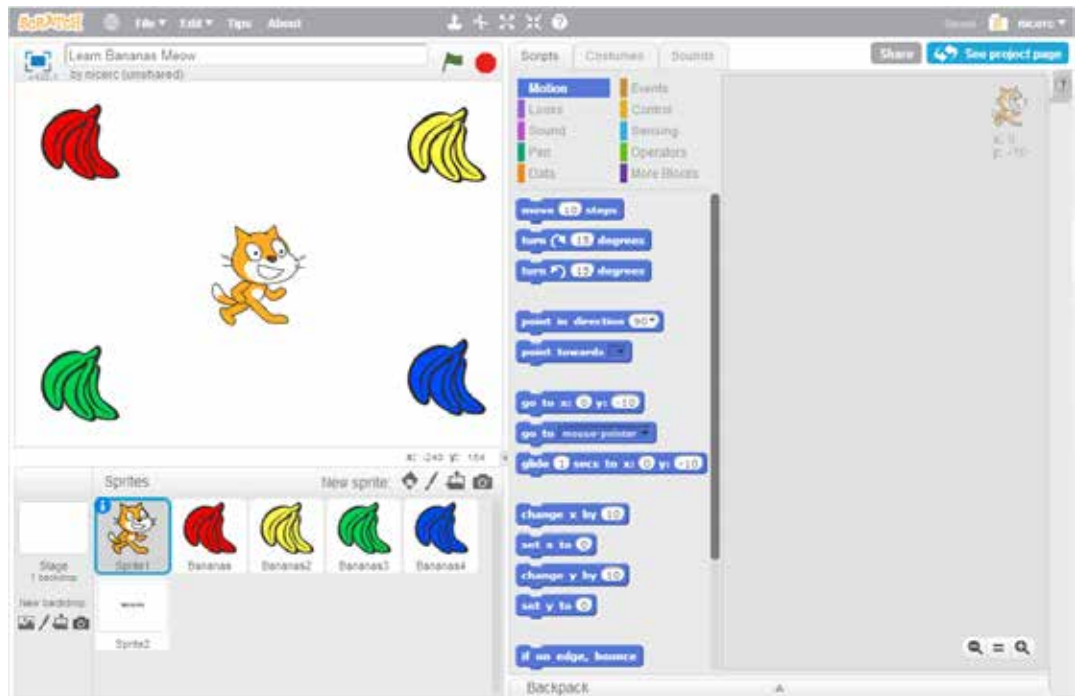 SCRATCH File Edit Tips About nicerc
Learn Bananas Meow
by nicerc (unshared)
Scripts Costumes Sounds
Share See project page
Motion Events
Looks Control
Sound Sensing
Pen Operators
Data More Blocks
x: 0
y: -10
move 10 steps
turn 15 degrees
turn 15 degrees
point in direction 90
point towards
go to x: 0 y: -10
go to mouse-pointer
glide 1 secs to x: 0 y: -10
change x by 10
set x to 0
change y by 10
set y to 0
if on edge, bounce
x: -240 y: 184
Sprites New sprite:
Stage
1 backdrop
New backdrop
Sprite1 Bananas Bananas2 Bananas3 Bananas4
Sprite2
Backpack